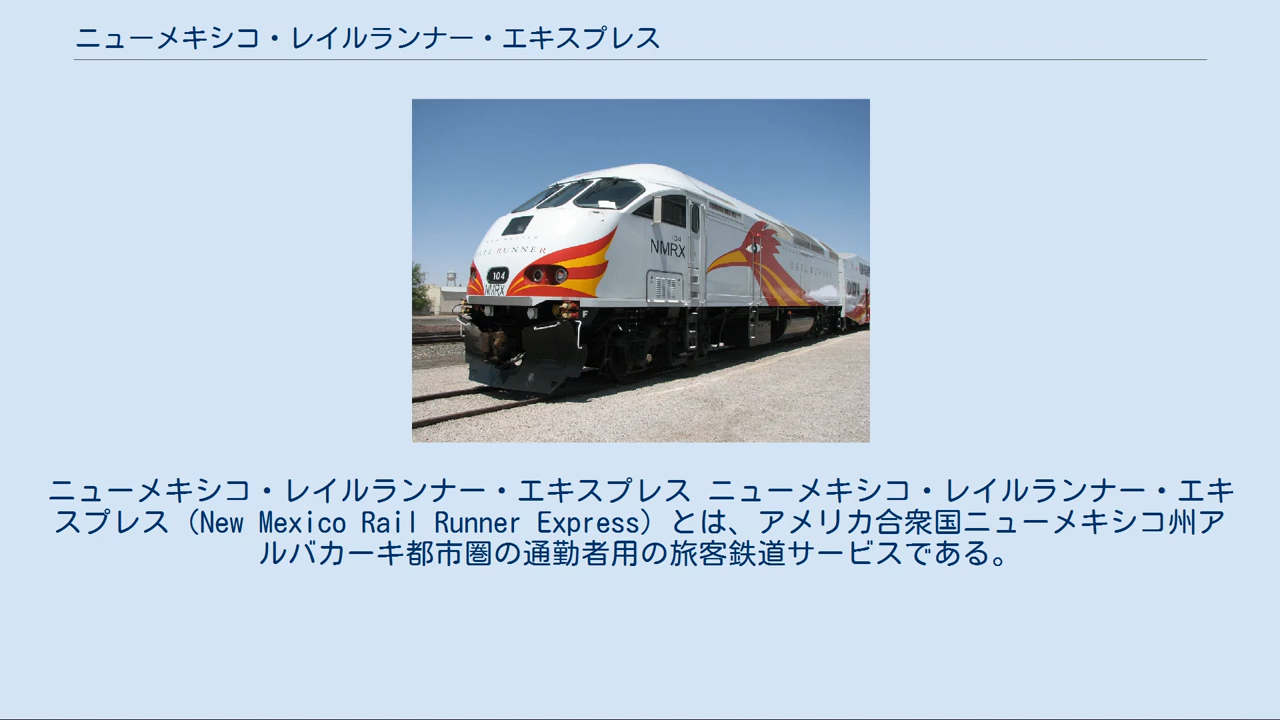 ニューメキシコ・レイルランナー・エキスプレス
RAIL RUNNER
104
NMRX
104
NMRX
RAIL RUNNER
F
ニューメキシコ・レイルランナー・エキスプレス ニューメキシコ・レイルランナー・エキ
スプレス（New Mexico Rail Runner Express）とは、アメリカ合衆国ニューメキシコ州ア
ルバカーキ都市圏の通勤者用の旅客鉄道サービスである。